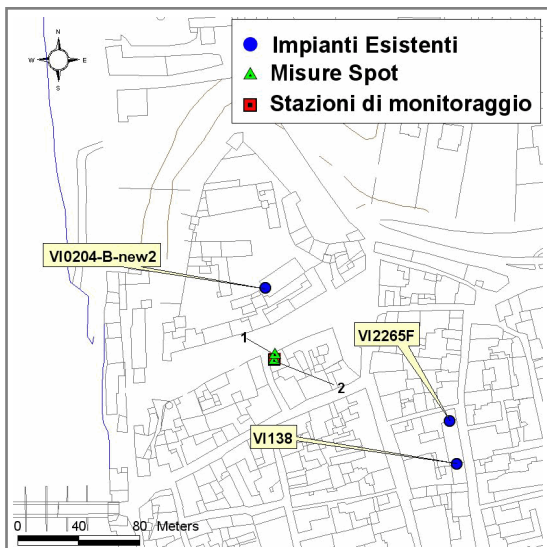 N
W E
S
Impianti Esistenti
Misure Spot
Stazioni di monitoraggio
VI0204-B-new2
1
VI2265F
2
VI138
0 40 80 Meters